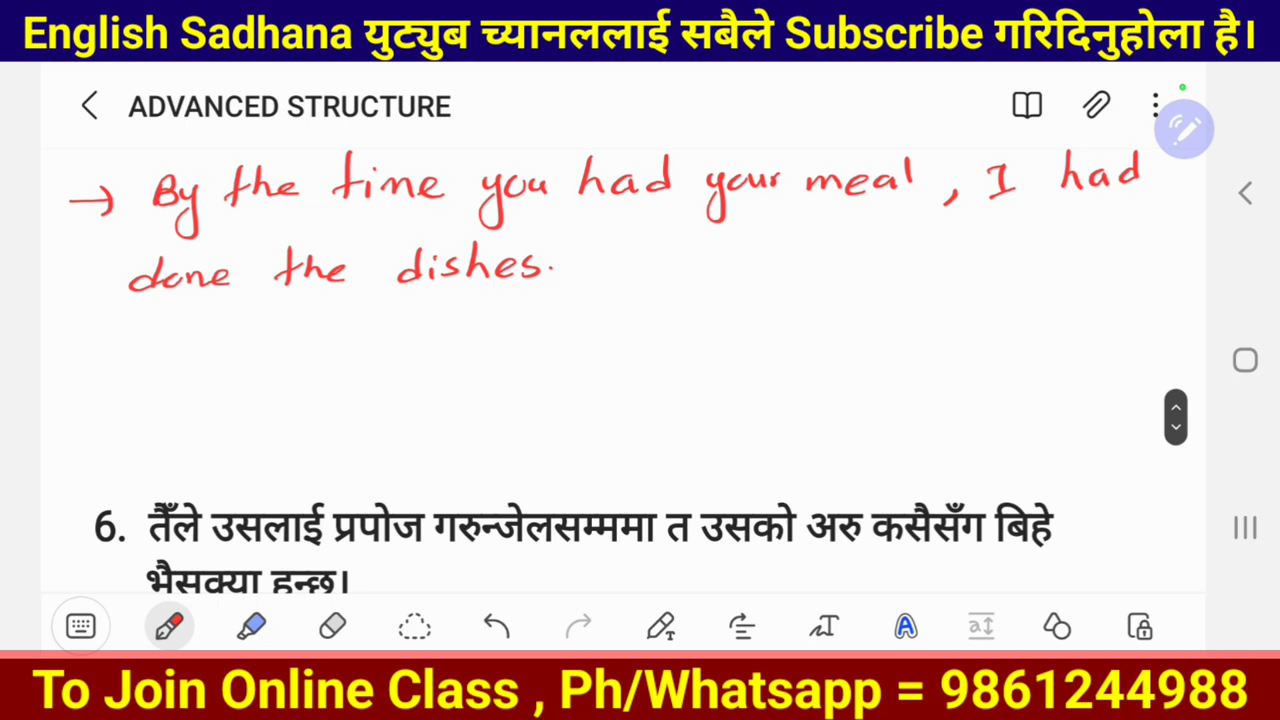 English Sadhana युट्युब च्यानललाई सबैले Subscribe गरिदिनुहोला है।
ADVANCED STRUCTURE
→ By the time you had your meal, I had
done the dishes.
6. तैँले उसलाई प्रपोज गरुन्जेलसम्ममा त उसको अरु कसैसँग बिहे
भैसक्या हुन्छ।
To Join Online Class , Ph/Whatsapp = 9861244988